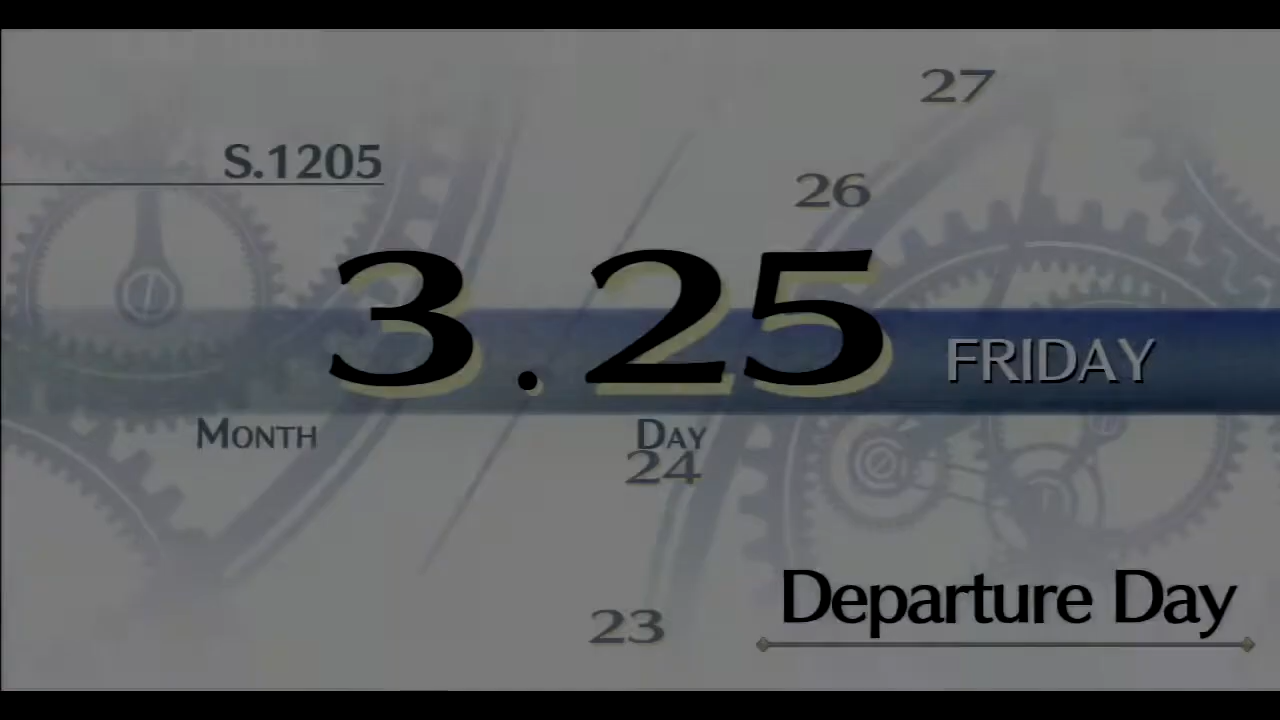 27
S.1205
26
3.25
FRIDAY
MONTH
DAY
24
Departure Day
23